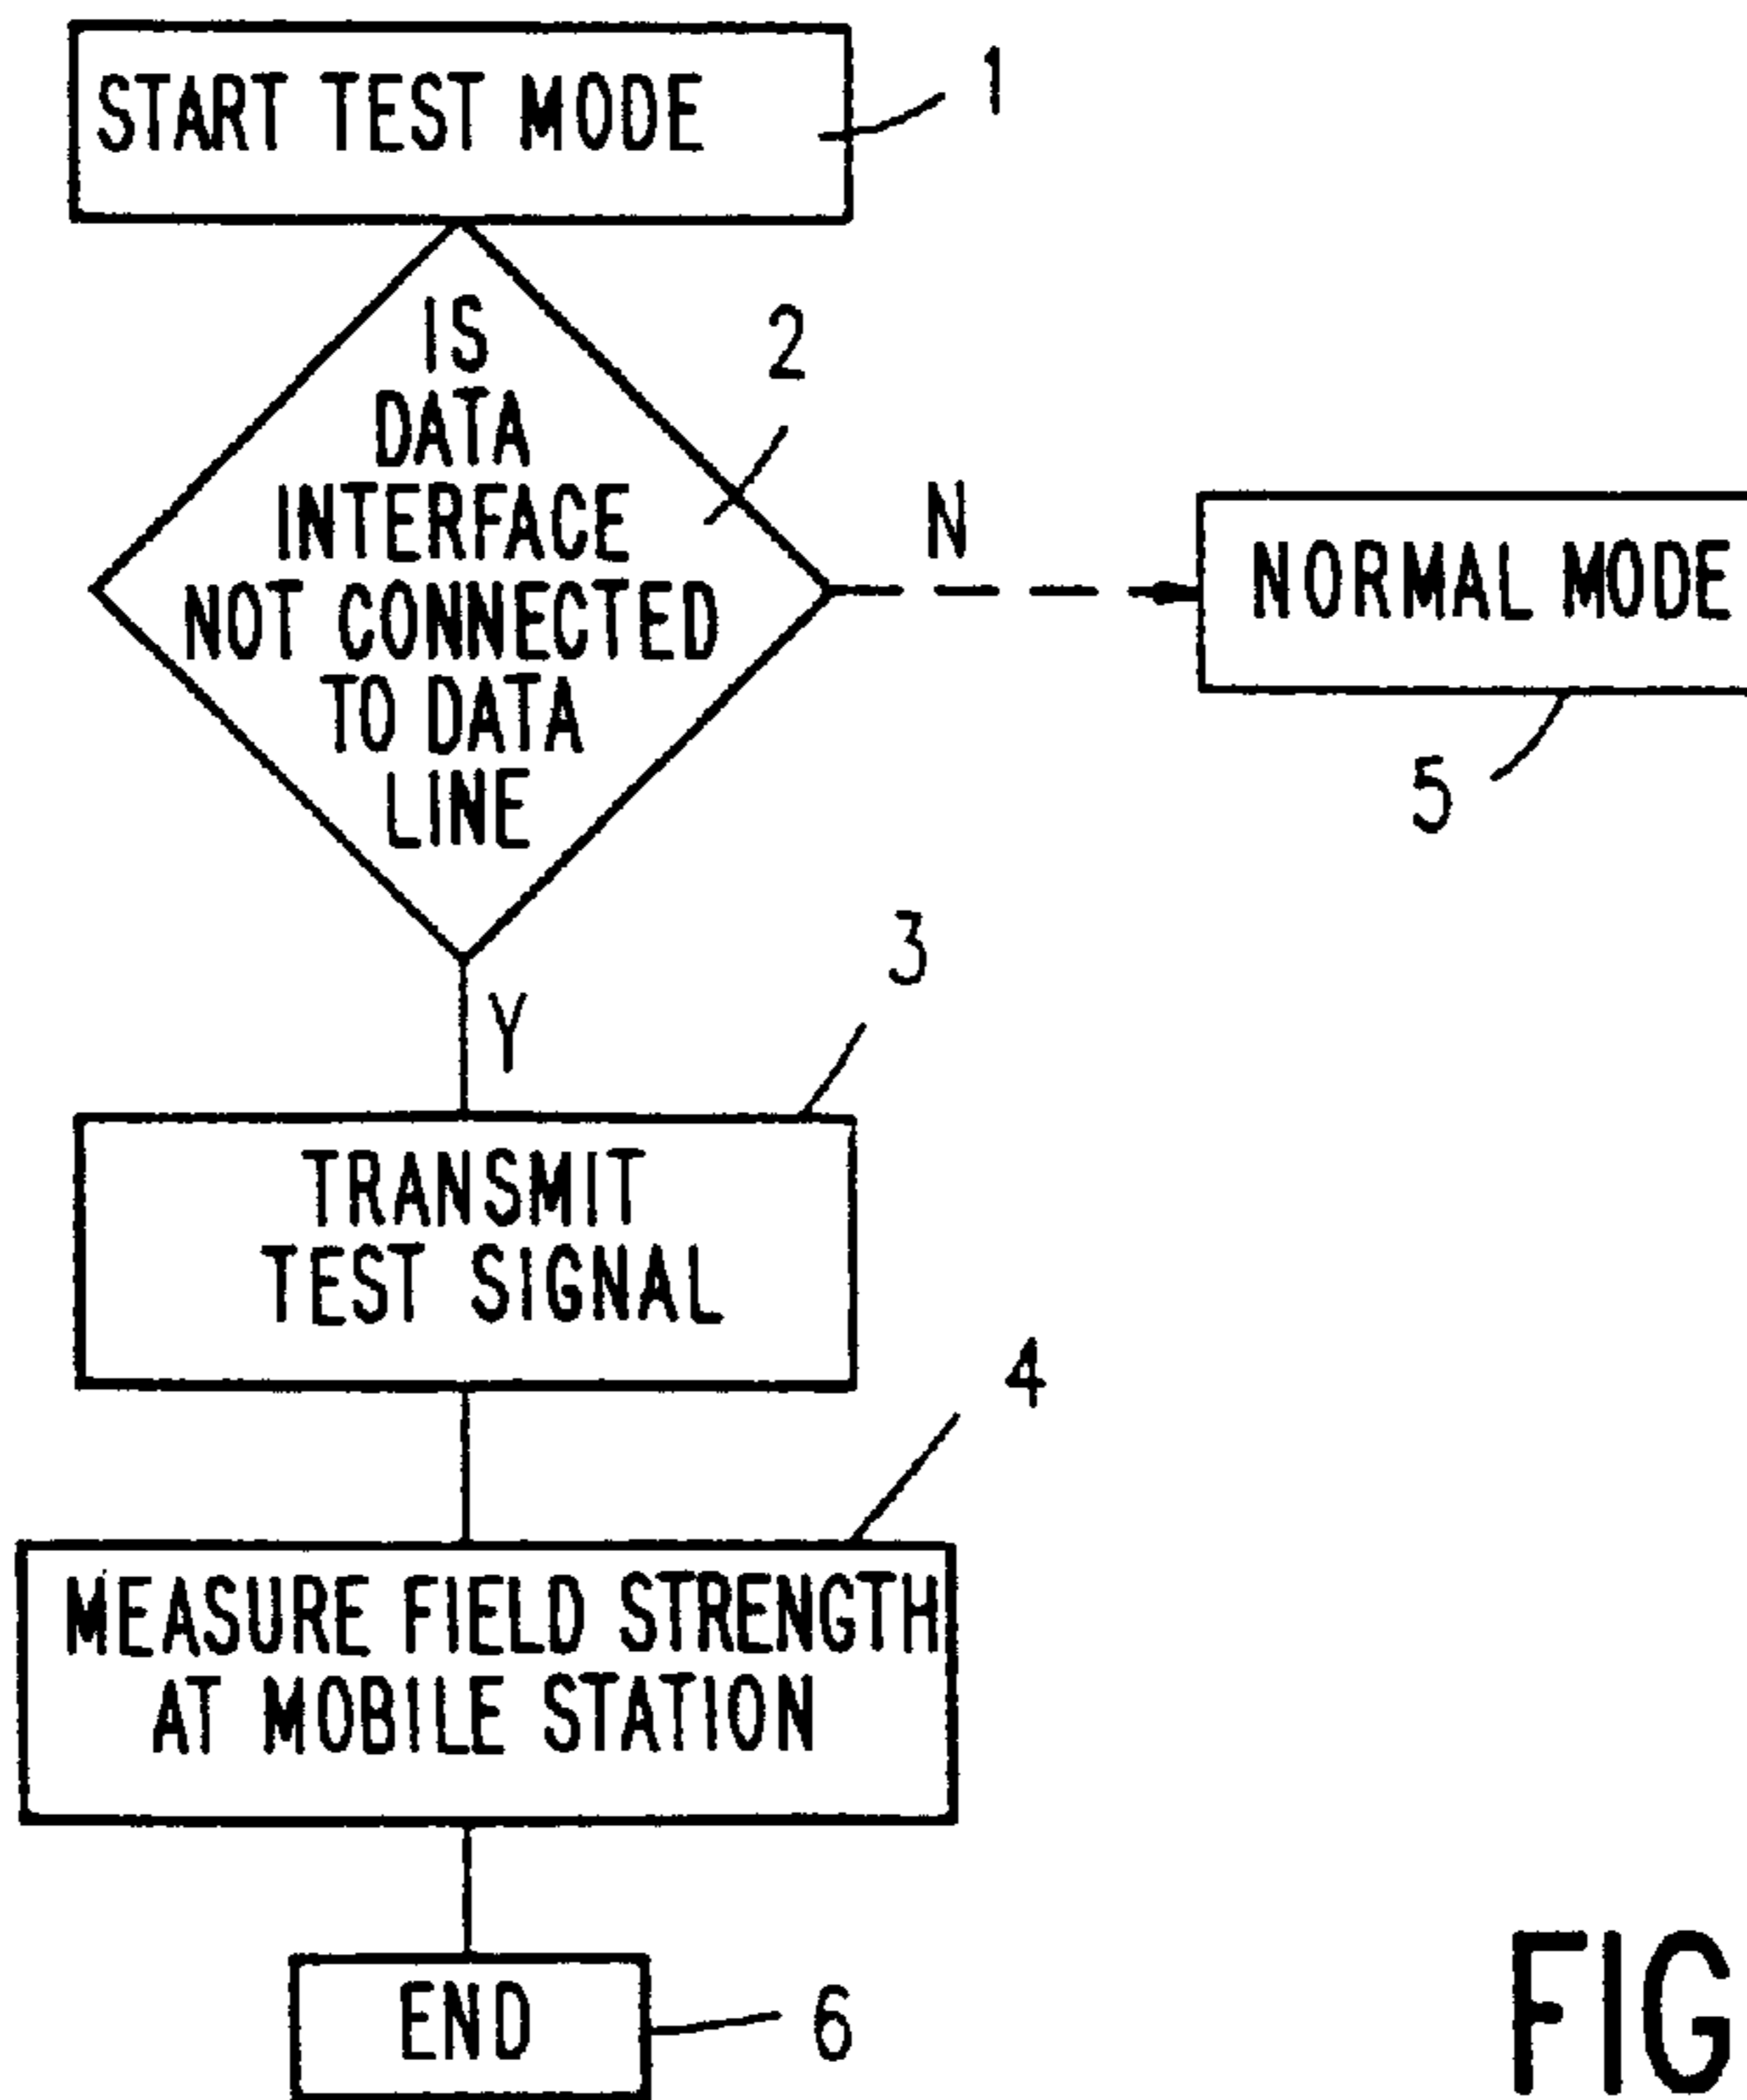 START TEST MODE
1
IS
DATA
INTERFACE
NOT CONNECTED
TO DATA
LINE
2
N
NORMAL MODE
5
Y
3
TRANSMIT
TEST SIGNAL
4
MEASURE FIELD STRENGTH
AT MOBILE STATION
END
6
FIG